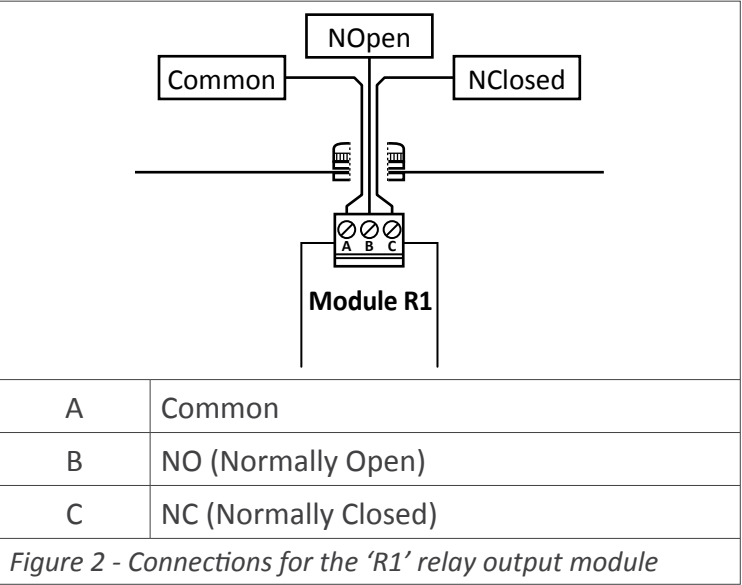 NOpen
Common
NClosed
A B C
Module R1
A Common
B NO (Normally Open)
C NC (Normally Closed)
Figure 2 - Connections for the ‘R1’ relay output module